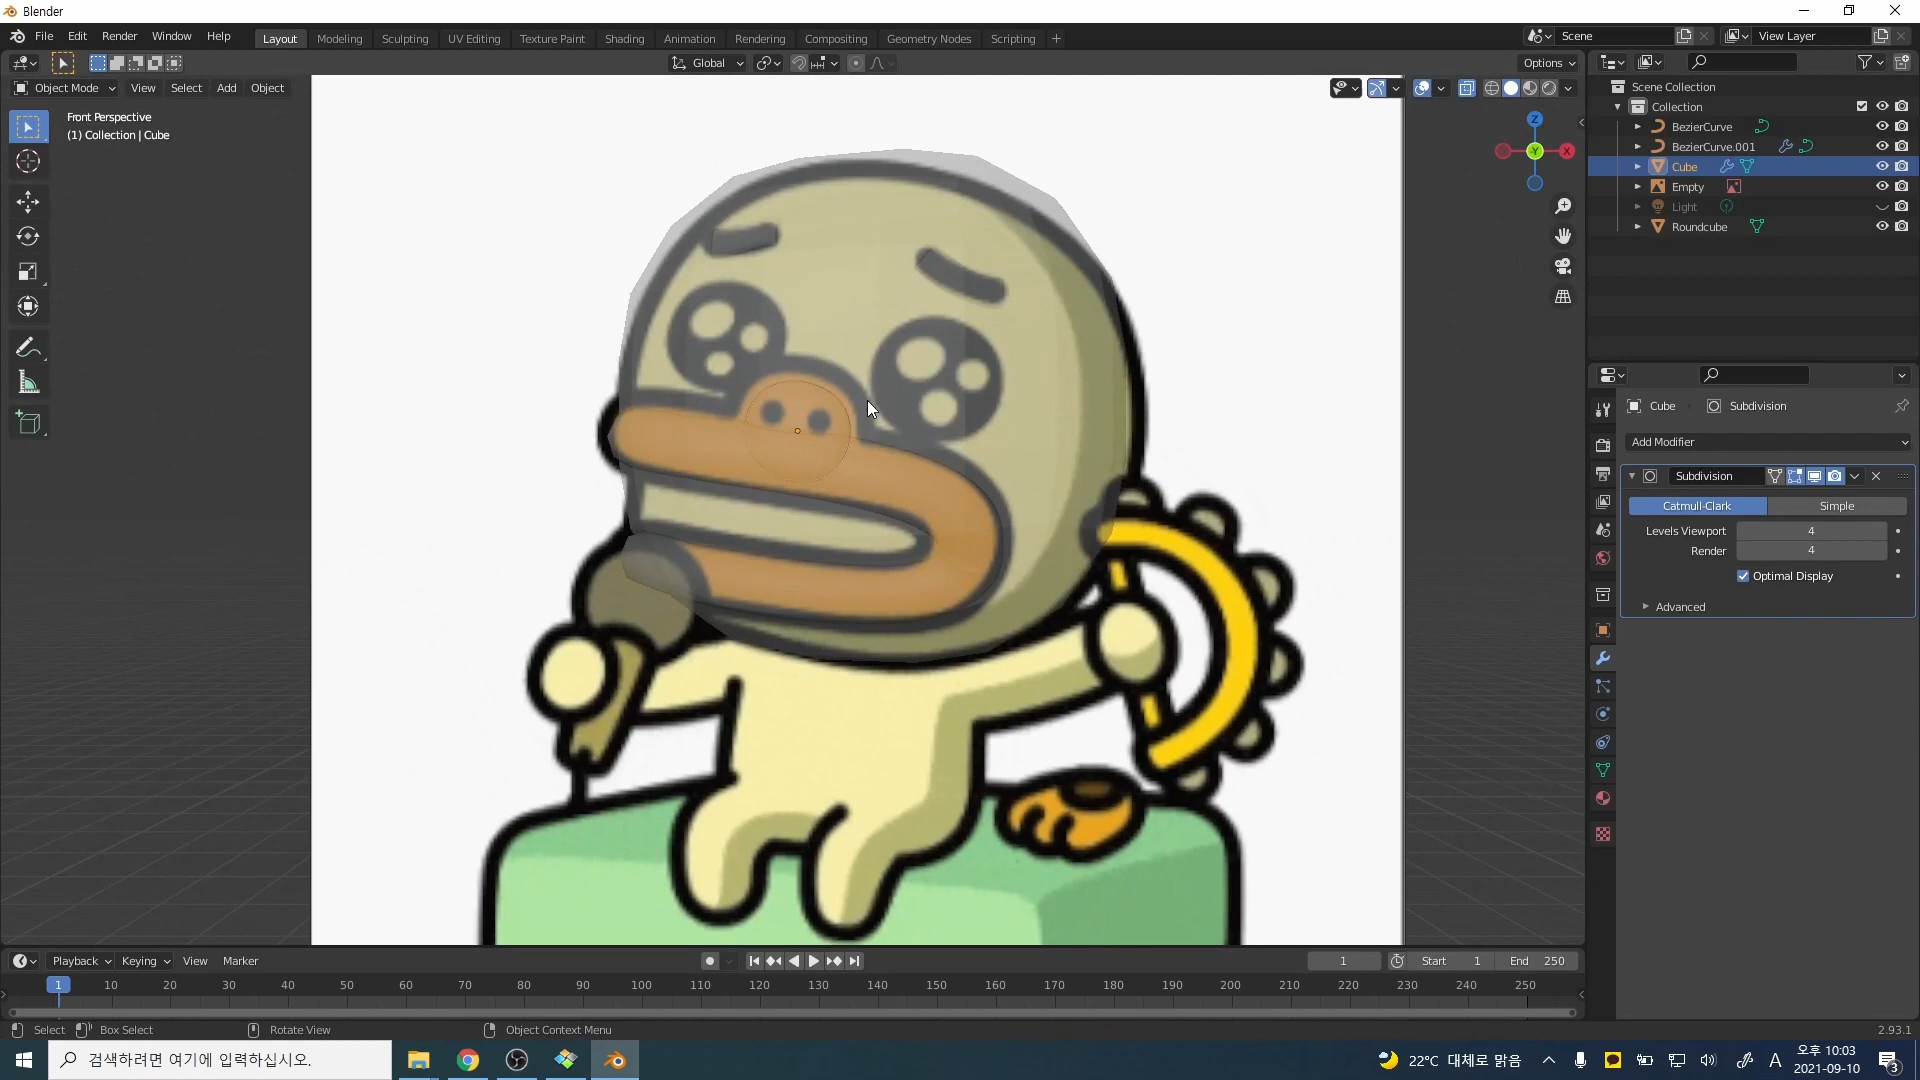 Blender
File Edit Render Window Help Layout Modeling Sculpting UV Editing Texture Paint Shading Animation Rendering Compositing Geometry Nodes Scripting + Scene View Layer
Global Options
Object Mode View Select Add Object
Front Perspective
(1) Collection | Cube
Z
Y
X
Scene Collection
Collection
BezierCurve
BezierCurve.001
Cube
Empty
Light
Roundcube
Cube Subdivision
Add Modifier
Subdivision
Catmull-Clark Simple
Levels Viewport 4
Render 4
Optimal Display
Advanced
Playback Keying View Marker 1 Start 1 End 250
1 10 20 30 40 50 60 70 80 90 100 110 120 130 140 150 160 170 180 190 200 210 220 230 240 250
Select Box Select Rotate View Object Context Menu 2.93.1
검색하려면 여기에 입력하십시오.
22°C 대체로 맑음 A
오후 10:03
2021-09-10
3